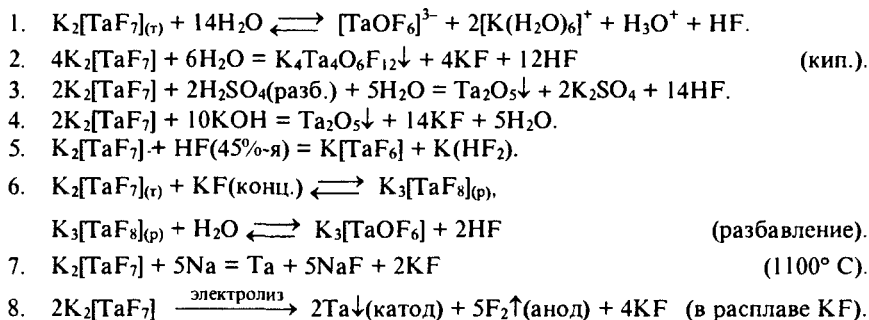 1. K₂[TaF₇]₍т₎ + 14H₂O ⇄ [TaOF₆]³⁻ + 2[K(H₂O)₆]⁺ + H₃O⁺ + HF.
2. 4K₂[TaF₇] + 6H₂O = K₄Ta₄O₆F₁₂↓ + 4KF + 12HF (кип.).
3. 2K₂[TaF₇] + 2H₂SO₄(разб.) + 5H₂O = Ta₂O₅↓ + 2K₂SO₄ + 14HF.
4. 2K₂[TaF₇] + 10KOH = Ta₂O₅↓ + 14KF + 5H₂O.
5. K₂[TaF₇] + HF(45%-я) = K[TaF₆] + K(HF₂).
6. K₂[TaF₇]₍т₎ + KF(конц.) ⇄ K₃[TaF₈]₍р₎,
K₃[TaF₈]₍р₎ + H₂O ⇄ K₃[TaOF₆] + 2HF (разбавление).
7. K₂[TaF₇] + 5Na = Ta + 5NaF + 2KF (1100° C).
8. 2K₂[TaF₇] —электролиз→ 2Ta↓(катод) + 5F₂↑(анод) + 4KF (в расплаве KF).